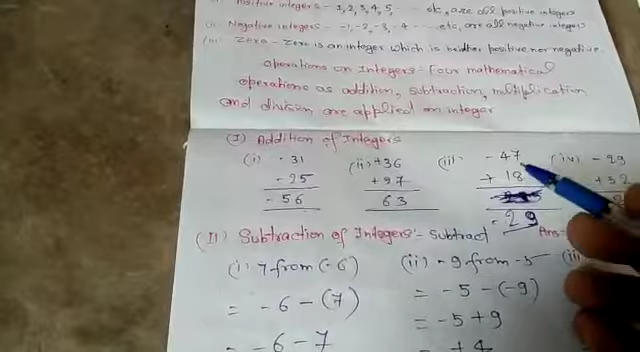 (i) Positive integers - 1, 2, 3, 4, 5, ... etc, are all positive integers
(ii) Negative integers - -1, -2, -3, -4 ... etc, are all negative integers
(iii) Zero - Zero is an integer which is neither positive nor negative.
Operations on Integers - Four mathematical
operations as addition, subtraction, multiplication
and division are applied on integer
(I) Addition of Integers
(i) -31 (ii) +36 (iii) -47 (iv) -29
-25 +27 +18 +32
-56 63 -29
Ans-
(II) Subtraction of Integers - Subtract
(i) 7 from (-6) (ii) -9 from -5 (iii)
= -6 - (7) = -5 - (-9)
= -6 - 7 = -5 + 9
= +4